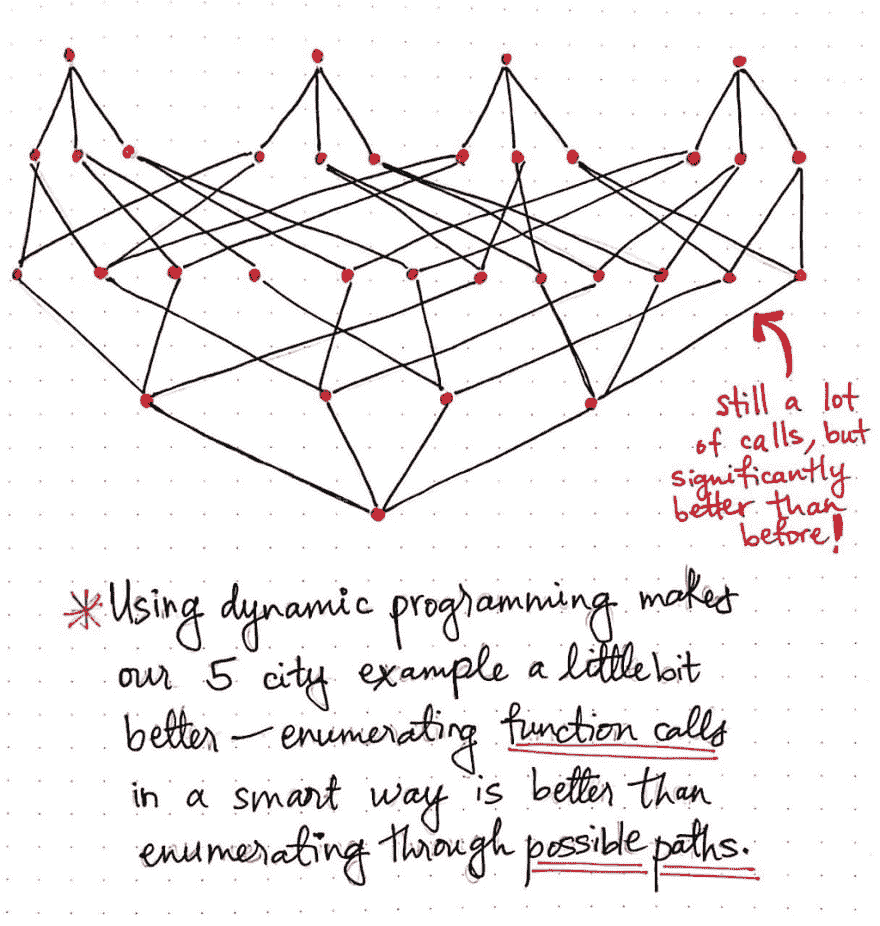 still a lot
of calls, but
significantly
better than
before!
* Using dynamic programming makes
our 5 city example a little bit
better — enumerating function calls
in a smart way is better than
enumerating through possible paths.